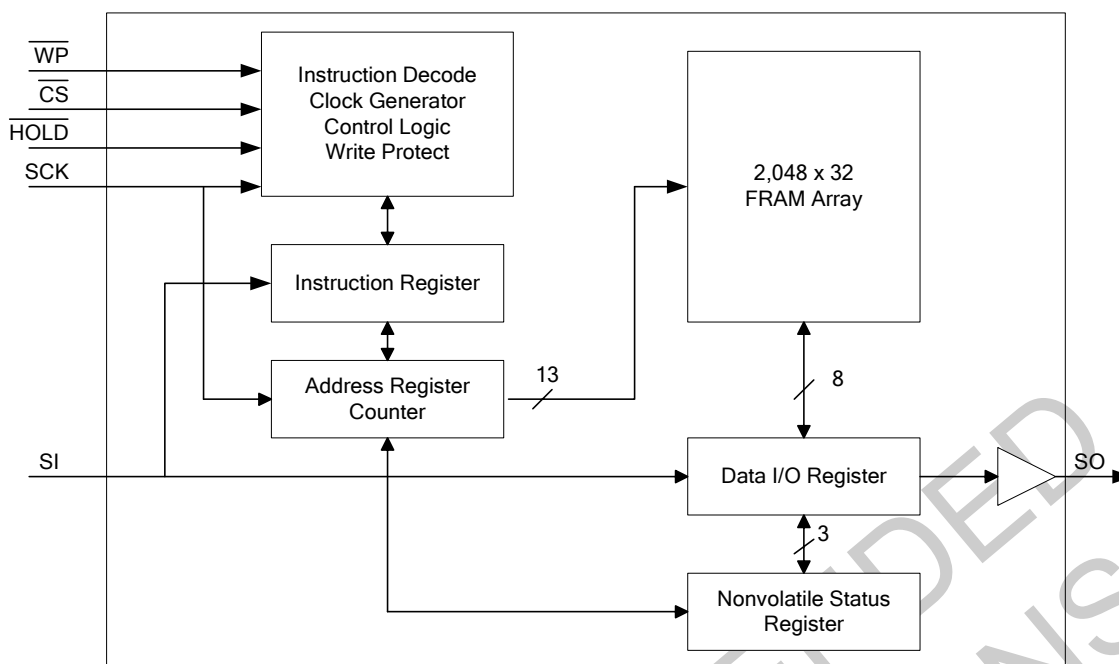 WP
CS
HOLD
SCK
Instruction Decode
Clock Generator
Control Logic
Write Protect
2,048 x 32
FRAM Array
Instruction Register
Address Register
Counter
13
8
SI
Data I/O Register
SO
3
Nonvolatile Status
Register